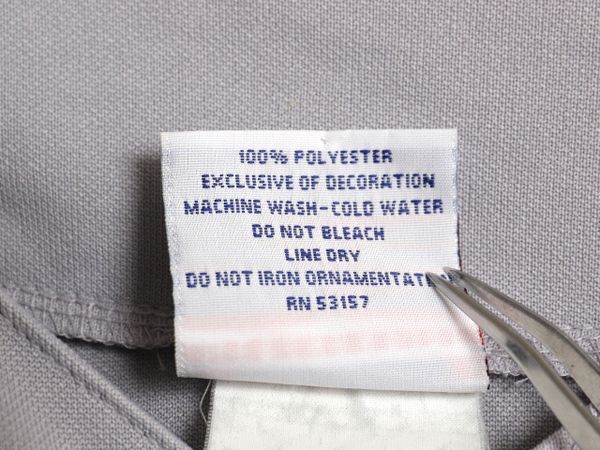 100% POLYESTER
EXCLUSIVE OF DECORATION
MACHINE WASH-COLD WATER
DO NOT BLEACH
LINE DRY
DO NOT IRON ORNAMENTATE
RN 53157